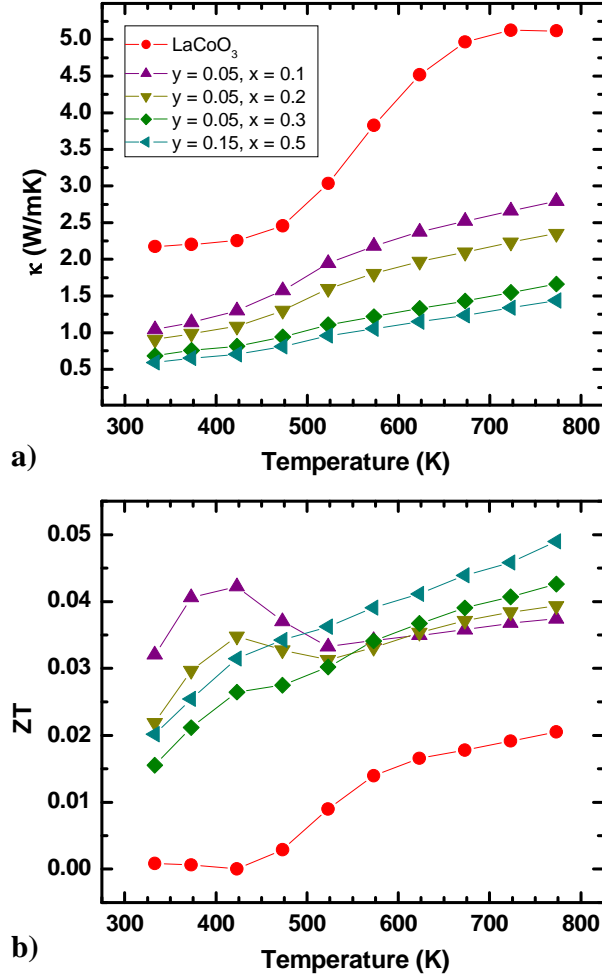 5.0
4.5
4.0
3.5
3.0
2.5
2.0
1.5
1.0
0.5
κ (W/mK)
LaCoO₃
y = 0.05, x = 0.1
y = 0.05, x = 0.2
y = 0.05, x = 0.3
y = 0.15, x = 0.5
300 400 500 600 700 800
a)
Temperature (K)
0.05
0.04
0.03
0.02
0.01
0.00
ZT
300 400 500 600 700 800
b)
Temperature (K)